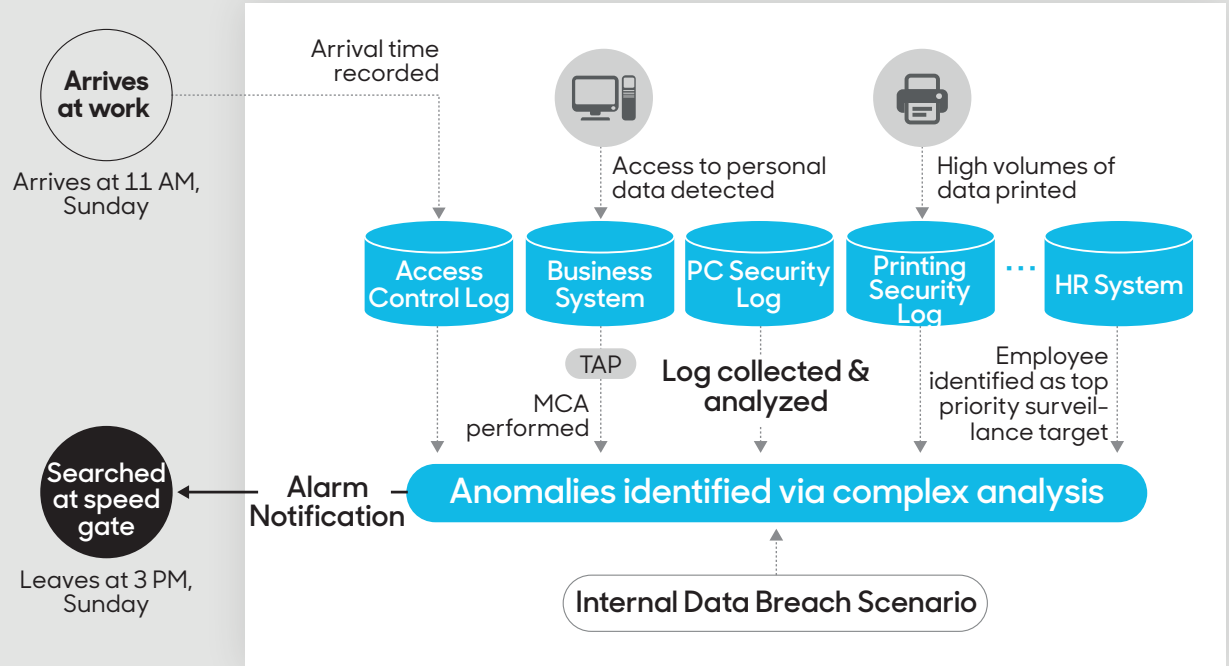 Arrives
at work
Arrives at 11 AM,
Sunday
Arrival time
recorded
Access to personal
data detected
High volumes of
data printed
Access
Control Log
Business
System
PC Security
Log
Printing
Security
Log
...
HR System
TAP
MCA
performed
Log collected &
analyzed
Employee
identified as top
priority surveil-
lance target
Searched
at speed
gate
Leaves at 3 PM,
Sunday
Alarm
Notification
Anomalies identified via complex analysis
Internal Data Breach Scenario